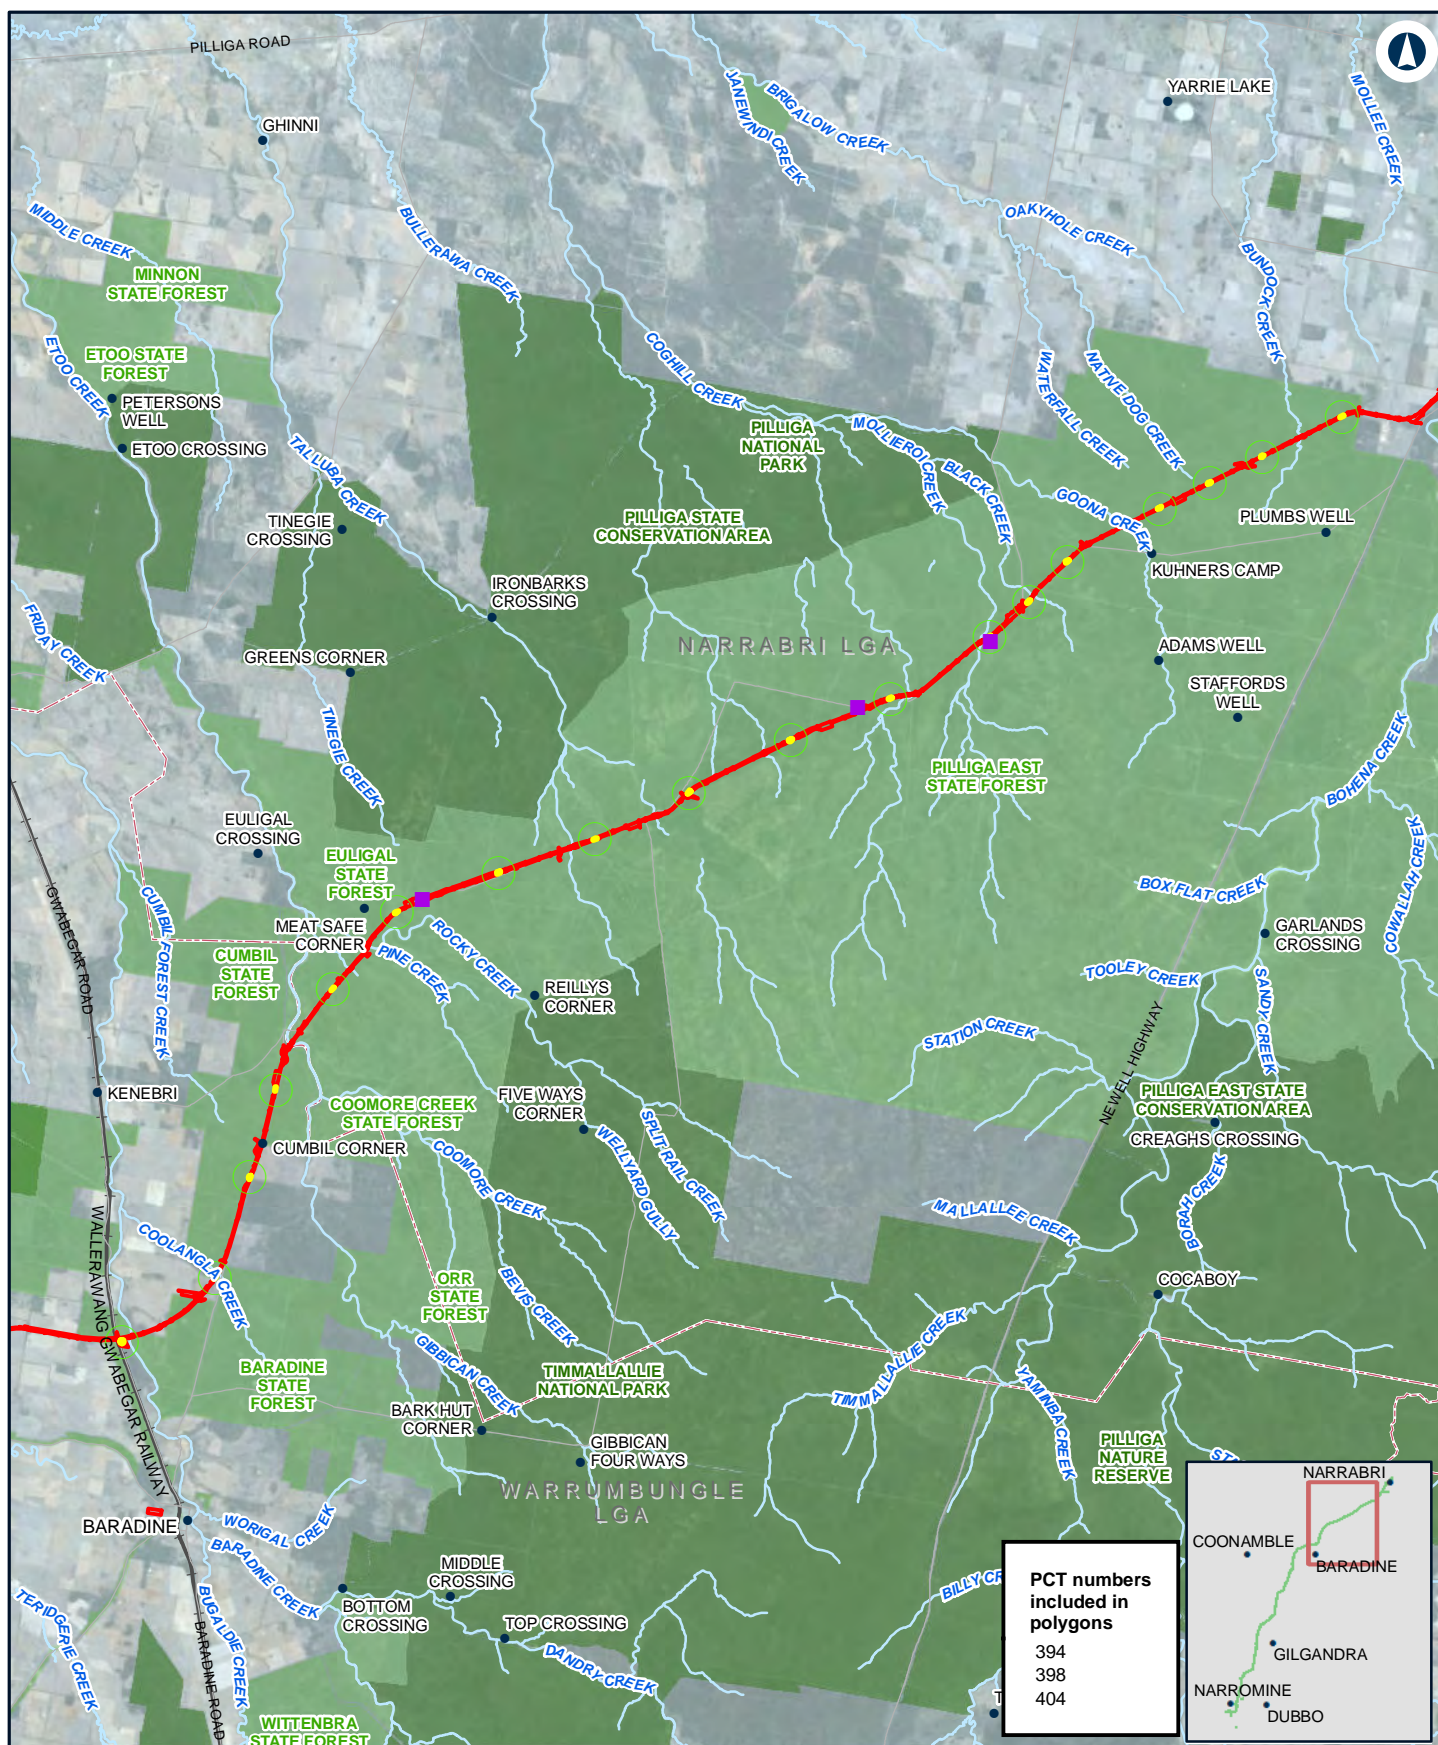 PILLIGA ROAD
YARRIE LAKE
JANEWINDI CREEK
BRIGALOW CREEK
MOLLEE CREEK
GHINNI
MIDDLE CREEK
BULLERAWA CREEK
OAKYHOLE CREEK
BUNDOCK CREEK
MINNON
STATE FOREST
ETOO CREEK
ETOO STATE
FOREST
COGHILL CREEK
WATERFALL CREEK
NATIVE DOG CREEK
PETERSONS
WELL
ETOO CROSSING
TALLUBA CREEK
PILLIGA
NATIONAL
PARK
MOLLIEROI CREEK
BLACK CREEK
GOONA CREEK
TINEGIE
CROSSING
PILLIGA STATE
CONSERVATION AREA
PLUMBS WELL
KUHNERS CAMP
IRONBARKS
CROSSING
FRIDAY CREEK
GREENS CORNER
NARRABRI LGA
ADAMS WELL
STAFFORDS
WELL
TINEGIE CREEK
PILLIGA EAST
STATE FOREST
BOHENA CREEK
EULIGAL
CROSSING
EULIGAL
STATE
FOREST
BOX FLAT CREEK
COWALLAH CREEK
GWABEGAR ROAD
CUMBIL FOREST CREEK
MEAT SAFE
CORNER
ROCKY CREEK
PINE CREEK
CUMBIL
STATE
FOREST
GARLANDS
CROSSING
TOOLEY CREEK
SANDY CREEK
REILLYS
CORNER
STATION CREEK
NEWELL HIGHWAY
KENEBRI
FIVE WAYS
CORNER
COOMORE CREEK
STATE FOREST
PILLIGA EAST STATE
CONSERVATION AREA
CREAGHS CROSSING
CUMBIL CORNER
COOMORE CREEK
WELLYARD GULLY
SPLIT RAIL CREEK
MALLALLEE CREEK
BORAH CREEK
WALLERAWANG GWABEGAR RAILWAY
COOLANGLA CREEK
ORR
STATE
FOREST
BEVIS CREEK
COCABOY
GIBBICAN CREEK
TIMMALLALLIE CREEK
BARADINE
STATE
FOREST
TIMMALLALLIE
NATIONAL PARK
YAMINBA CREEK
BARK HUT
CORNER
GIBBICAN
FOUR WAYS
PILLIGA
NATURE
RESERVE
WARRUMBUNGLE
LGA
BARADINE
WORIGAL CREEK
BARADINE CREEK
MIDDLE
CROSSING
BOTTOM
CROSSING
TOP CROSSING
DANDRY CREEK
TERIDGERIE CREEK
BUGALDIE CREEK
BARADINE ROAD
WITTENBRA
STATE FOREST
BILLY CR
PCT numbers
included in
polygons
394
398
404
NARRABRI
COONAMBLE
BARADINE
GILGANDRA
NARROMINE
DUBBO